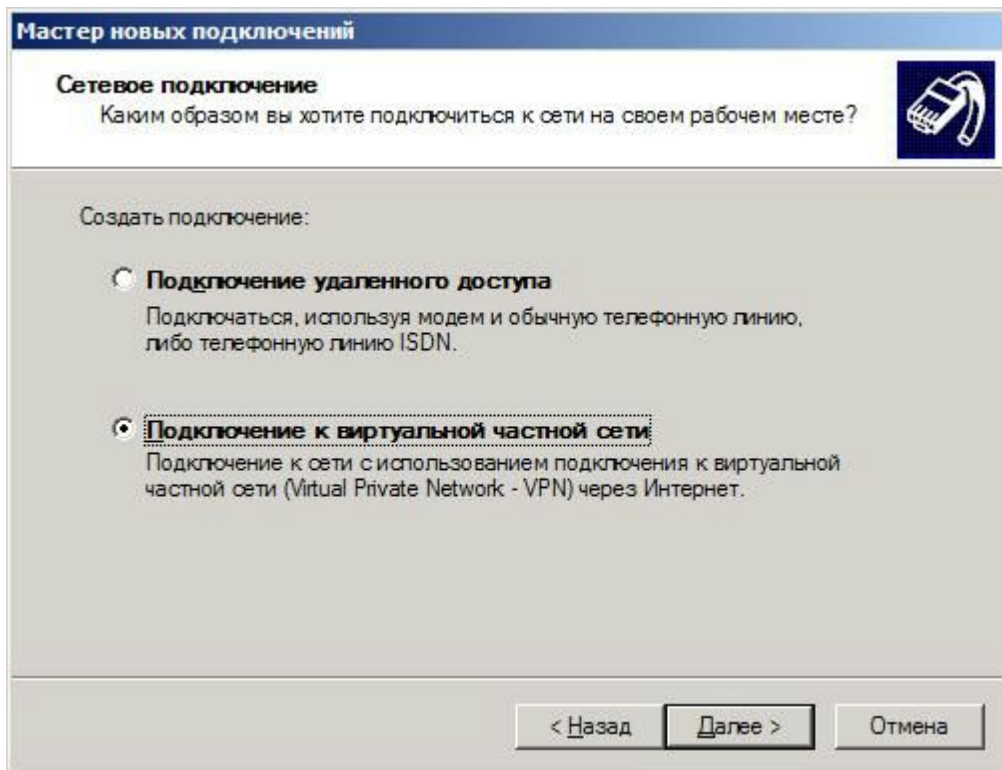 Мастер новых подключений
Сетевое подключение
Каким образом вы хотите подключиться к сети на своем рабочем месте?
Создать подключение:
Подключение удаленного доступа
Подключаться, используя модем и обычную телефонную линию,
либо телефонную линию ISDN.
Подключение к виртуальной частной сети
Подключение к сети с использованием подключения к виртуальной
частной сети (Virtual Private Network - VPN) через Интернет.
< Назад Далее > Отмена